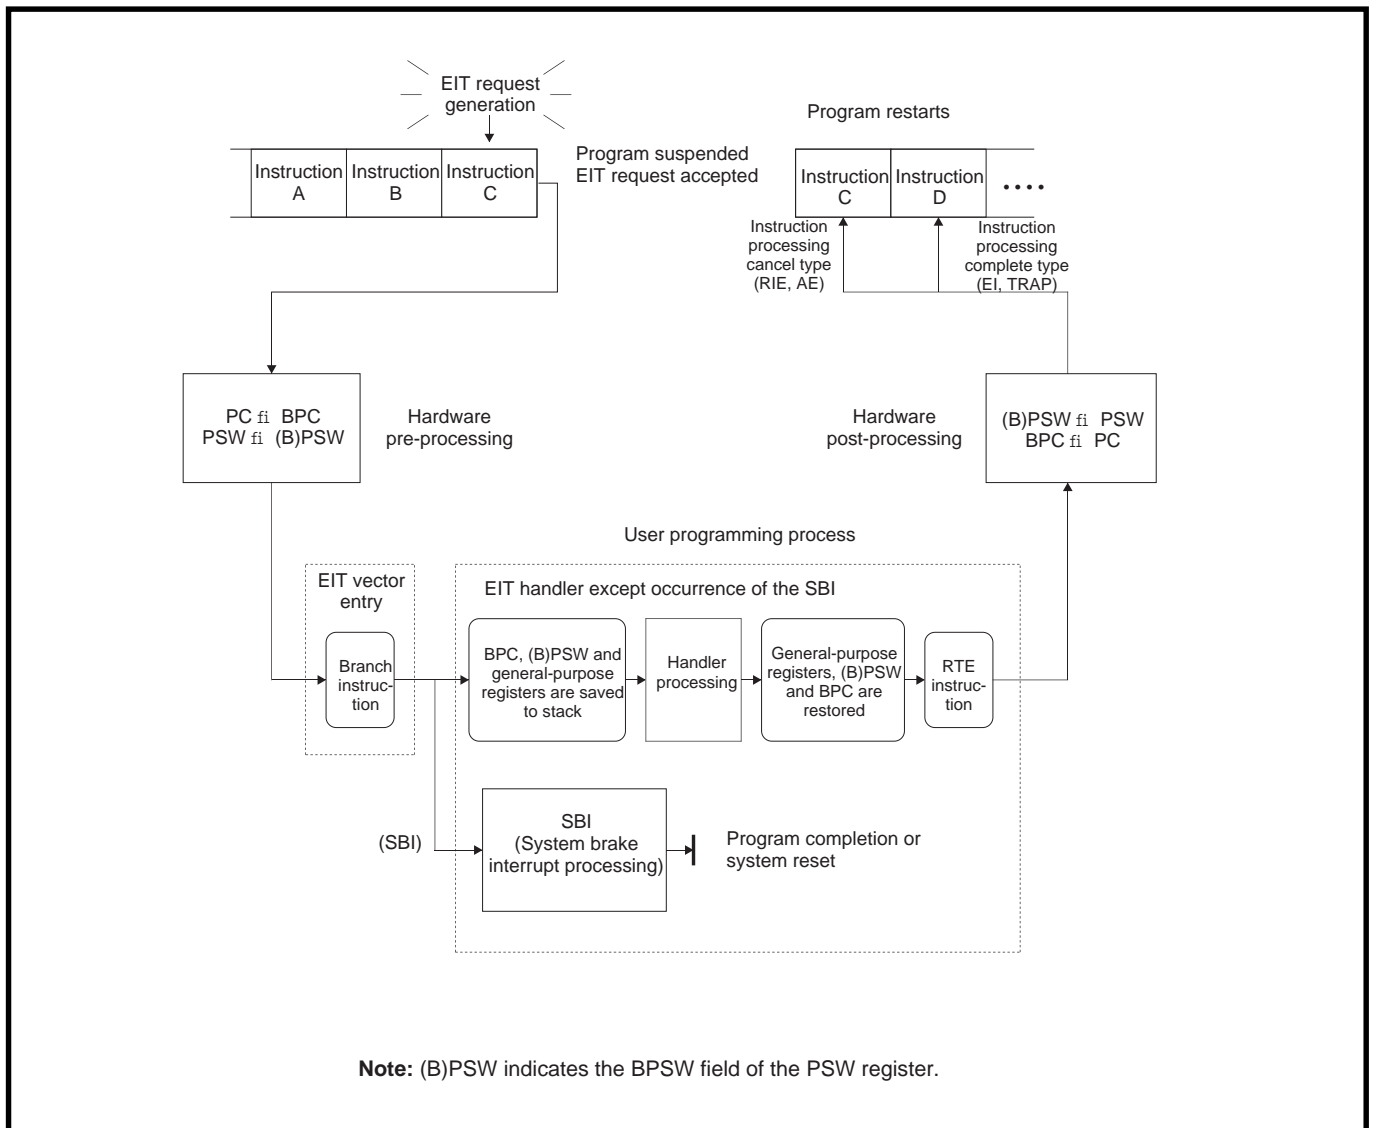 EIT request
generation
Program restarts
Program suspended
EIT request accepted
Instruction
A
Instruction
B
Instruction
C
Instruction
C
Instruction
D
....
Instruction
processing
cancel type
(RIE, AE)
Instruction
processing
complete type
(EI, TRAP)
PC fi BPC
PSW fi (B)PSW
Hardware
pre-processing
Hardware
post-processing
(B)PSW fi PSW
BPC fi PC
User programming process
EIT vector
entry
EIT handler except occurrence of the SBI
Branch
instruc-
tion
BPC, (B)PSW and
general-purpose
registers are saved
to stack
Handler
processing
General-purpose
registers, (B)PSW
and BPC are
restored
RTE
instruc-
tion
(SBI)
SBI
(System brake
interrupt processing)
Program completion or
system reset
Note: (B)PSW indicates the BPSW field of the PSW register.